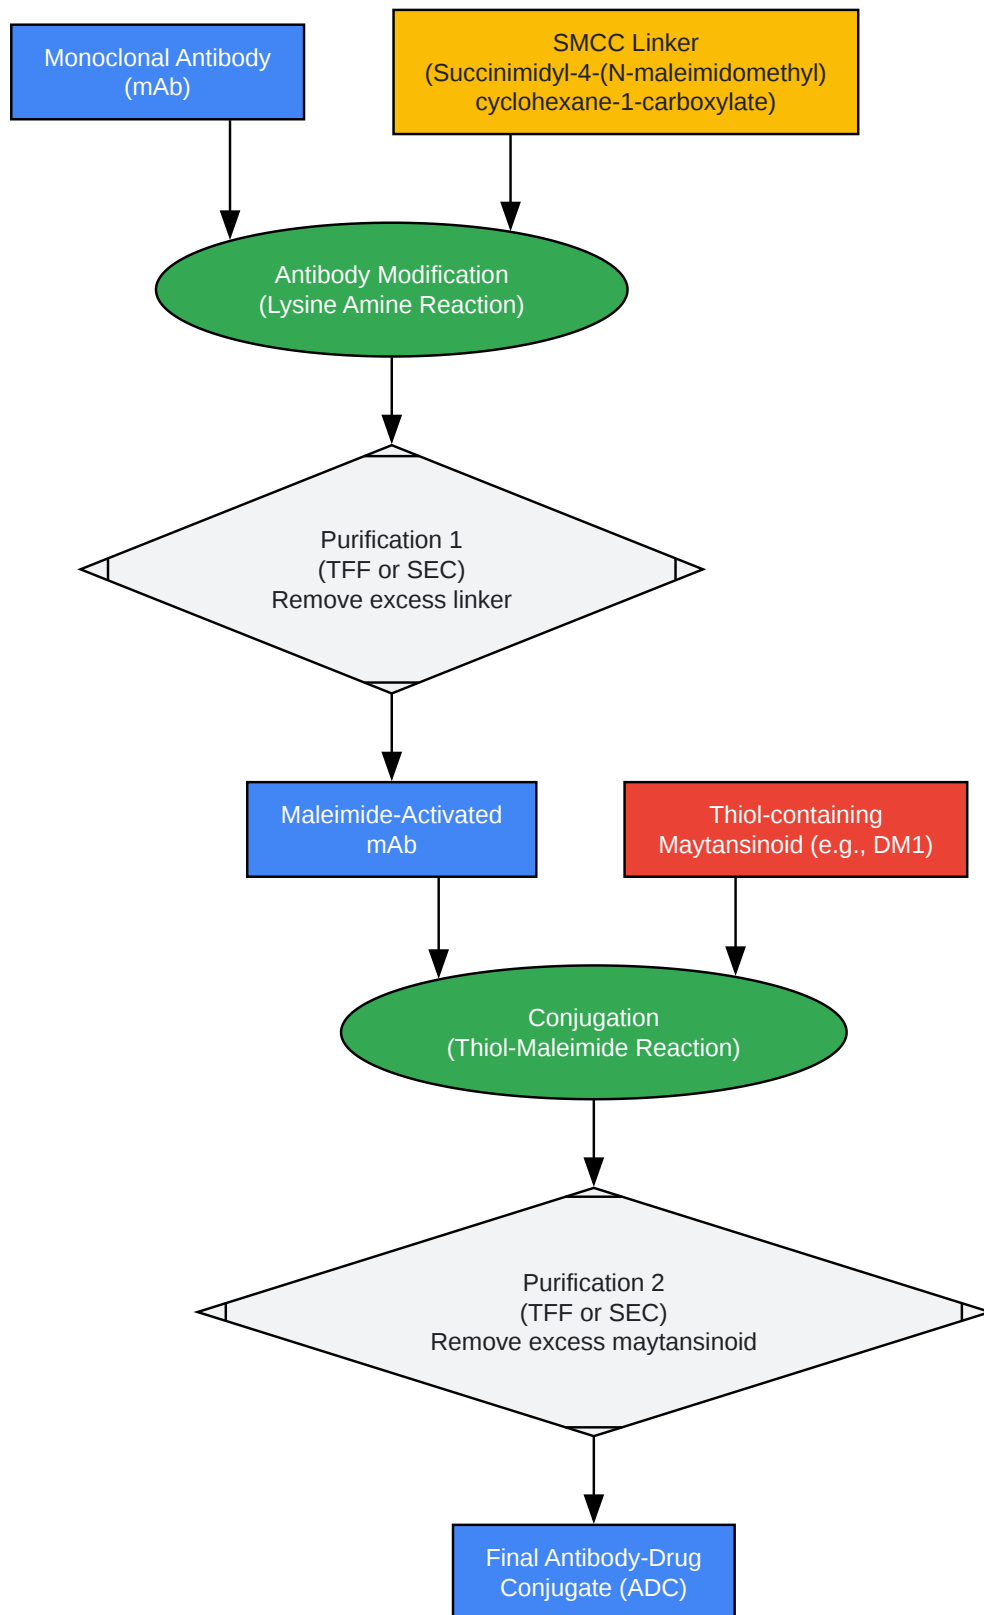 Monoclonal Antibody
(mAb)
SMCC Linker
(Succinimidyl-4-(N-maleimidomethyl)
cyclohexane-1-carboxylate)
Antibody Modification
(Lysine Amine Reaction)
Purification 1
(TFF or SEC)
Remove excess linker
Maleimide-Activated
mAb
Thiol-containing
Maytansinoid (e.g., DM1)
Conjugation
(Thiol-Maleimide Reaction)
Purification 2
(TFF or SEC)
Remove excess maytansinoid
Final Antibody-Drug
Conjugate (ADC)